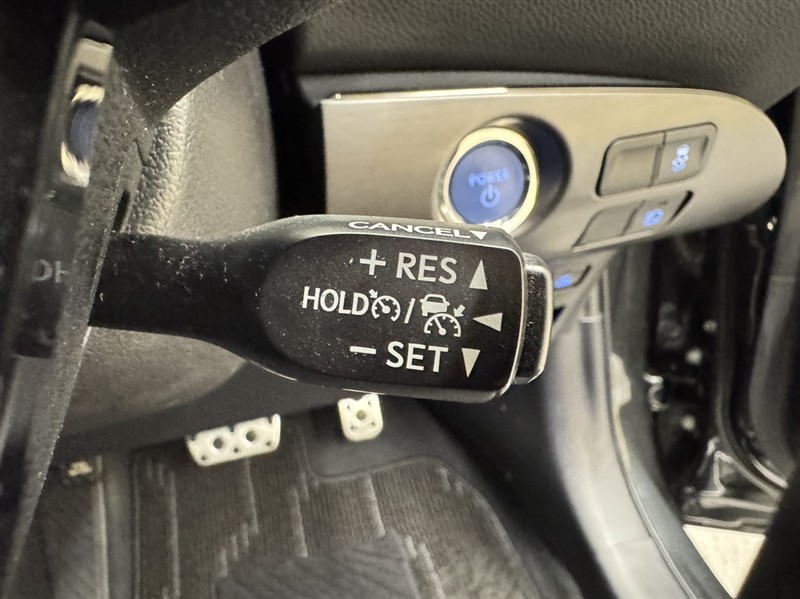 POWER
CANCEL▼
+ RES ▲
HOLD / ◀
− SET ▼